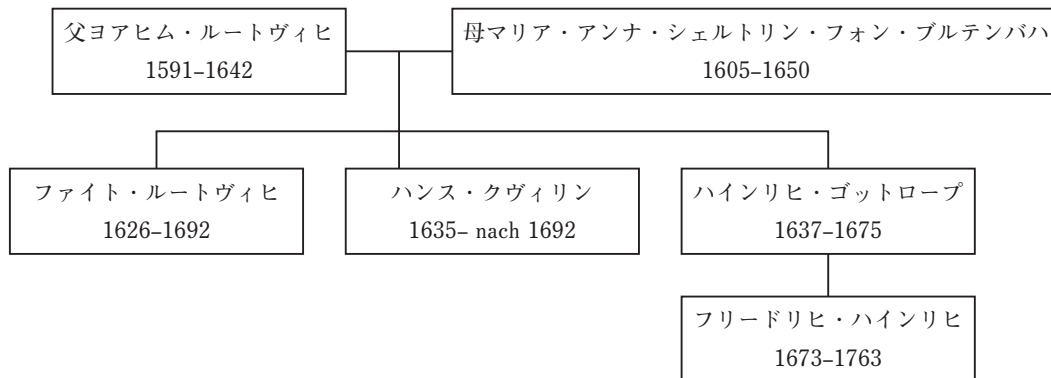 父ヨアヒム・ルートヴィヒ
1591–1642
母マリア・アンナ・シェルトリン・フォン・ブルテンバハ
1605–1650
ファイト・ルートヴィヒ
1626–1692
ハンス・クヴィリン
1635– nach 1692
ハインリヒ・ゴットロープ
1637–1675
フリードリヒ・ハインリヒ
1673–1763